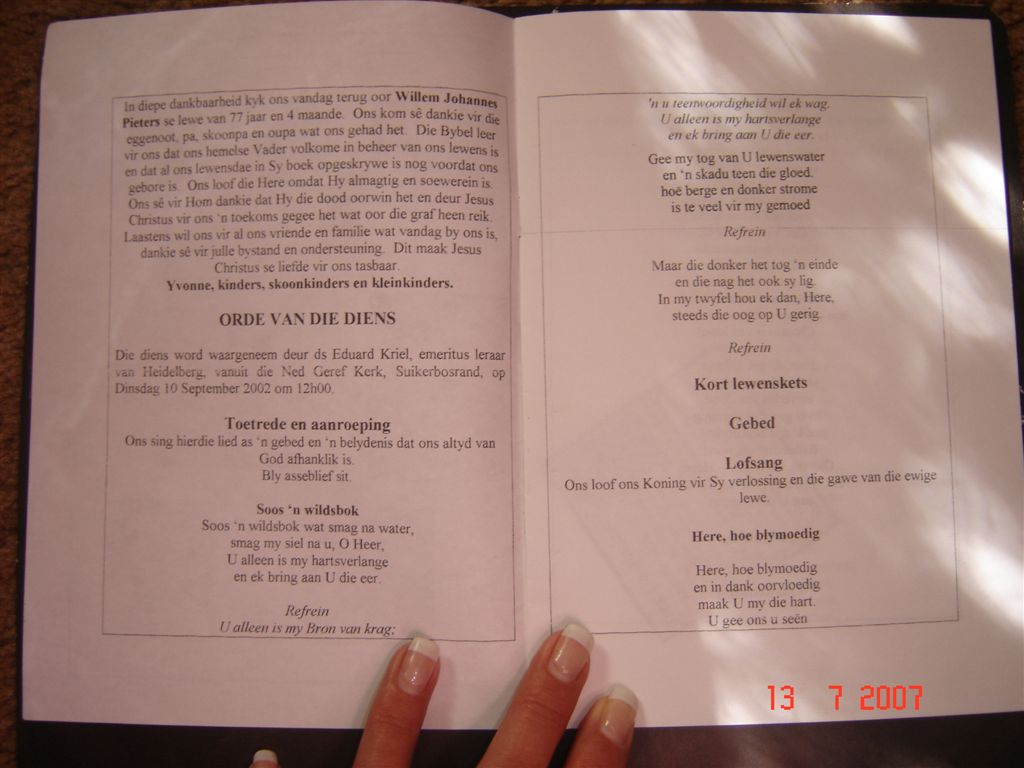 In diepe dankbaarheid kyk ons vandag terug oor Willem Johannes
Pieters se lewe van 77 jaar en 4 maande. Ons kom sê dankie vir die
eggenoot, pa, skoonpa en oupa wat ons gehad het. Die Bybel leer
vir ons dat ons hemelse Vader volkome in beheer van ons lewens is
en dat al ons lewensdae in Sy boek opgeskrywe is nog voordat ons
gebore is. Ons loof die Here omdat Hy almagtig en soewerein is.
Ons sê vir Hom dankie dat Hy die dood oorwin het en deur Jesus
Christus vir ons 'n toekoms gegee het wat oor die graf heen reik.
Laastens wil ons vir al ons vriende en familie wat vandag by ons is,
dankie sê vir julle bystand en ondersteuning. Dit maak Jesus
Christus se liefde vir ons tasbaar.
Yvonne, kinders, skoonkinders en kleinkinders.
ORDE VAN DIE DIENS
Die diens word waargeneem deur ds Eduard Kriel, emeritus leraar
van Heidelberg, vanuit die Ned Geref Kerk, Suikerbosrand, op
Dinsdag 10 September 2002 om 12h00.
Toetrede en aanroeping
Ons sing hierdie lied as 'n gebed en 'n belydenis dat ons altyd van
God afhanklik is.
Bly asseblief sit.
Soos 'n wildsbok
Soos 'n wildsbok wat smag na water,
smag my siel na u, O Heer,
U alleen is my hartsverlange
en ek bring aan U die eer.
Refrein
U alleen is my Bron van krag;
'n u teenwoordigheid wil ek wag.
U alleen is my hartsverlange
en ek bring aan U die eer.
Gee my tog van U lewenswater
en 'n skadu teen die gloed.
hoë berge en donker strome
is te veel vir my gemoed
Refrein
Maar die donker het tog 'n einde
en die nag het ook sy lig.
In my twyfel hou ek dan, Here,
steeds die oog op U gerig.
Refrein
Kort lewenskets
Gebed
Lofsang
Ons loof ons Koning vir Sy verlossing en die gawe van die ewige
lewe.
Here, hoe blymoedig
Here, hoe blymoedig
en in dank oorvloedig
maak U my die hart.
U gee ons u seën
13 7 2007